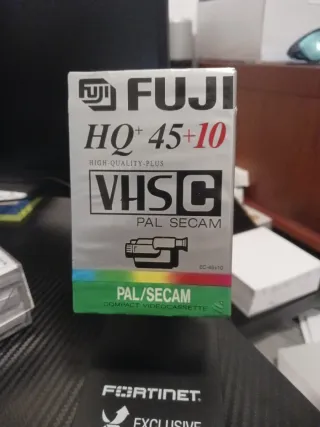 FUJI
FUJI
HQ+ 45+10
HIGH-QUALITY-PLUS
VHS C
PAL SECAM
EC-45+10
PAL/SECAM
COMPACT VIDEOCASSETTE
FORTINET
EXCLUSIVE